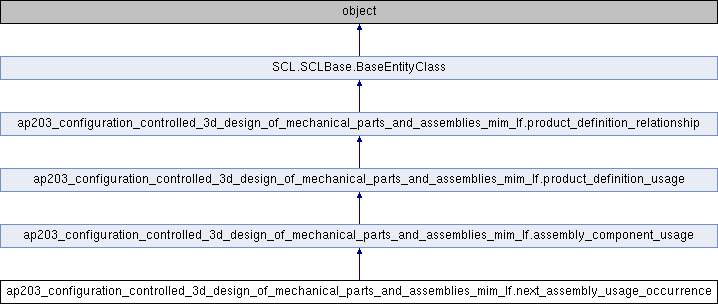 object
SCL.SCLBase.BaseEntityClass
ap203_configuration_controlled_3d_design_of_mechanical_parts_and_assemblies_mim_lf.product_definition_relationship
ap203_configuration_controlled_3d_design_of_mechanical_parts_and_assemblies_mim_lf.product_definition_usage
ap203_configuration_controlled_3d_design_of_mechanical_parts_and_assemblies_mim_lf.assembly_component_usage
ap203_configuration_controlled_3d_design_of_mechanical_parts_and_assemblies_mim_lf.next_assembly_usage_occurrence